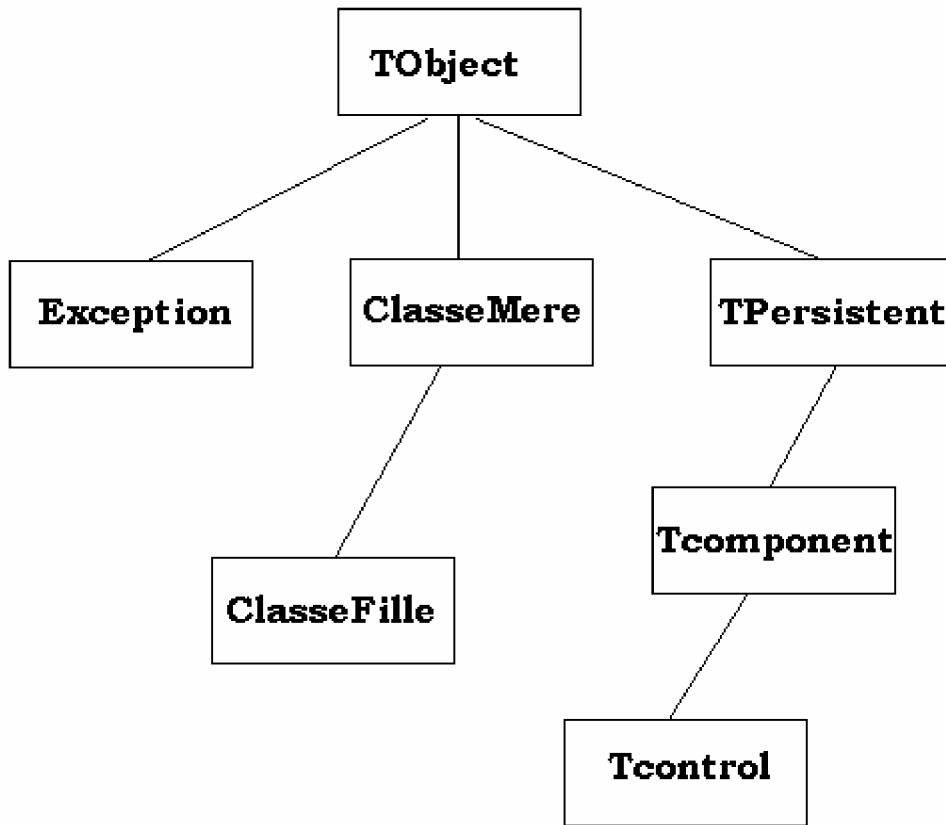 TObject
Exception
ClasseMere
TPersistent
Tcomponent
ClasseFille
Tcontrol